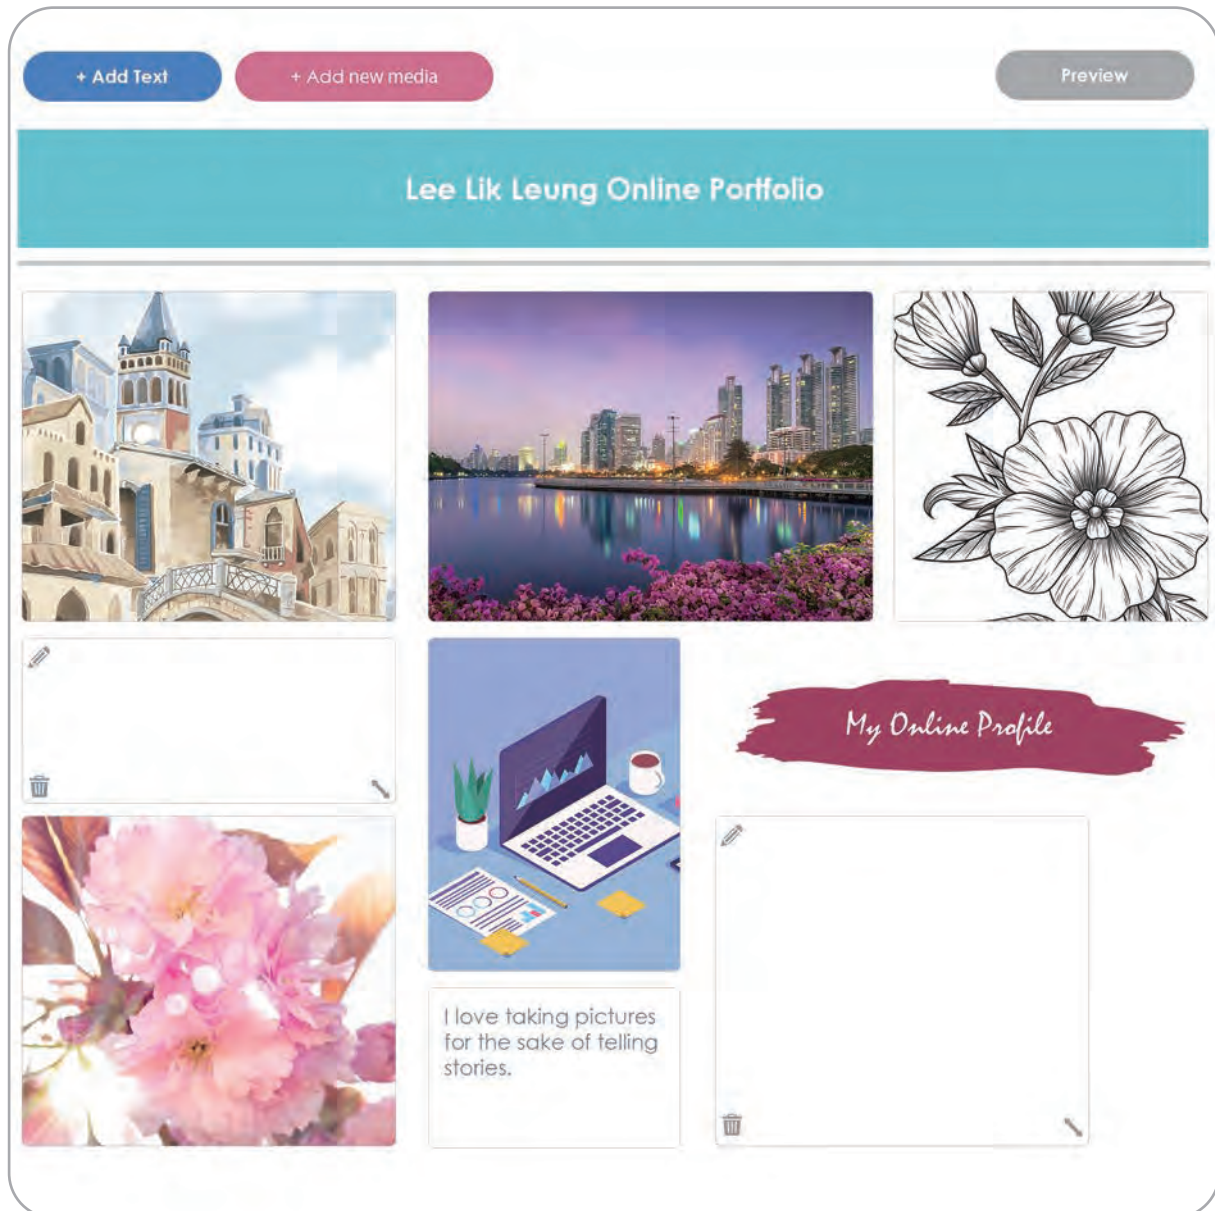 + Add Text
+ Add new media
Preview
Lee Lik Leung Online Portfolio
My Online Profile
I love taking pictures
for the sake of telling
stories.